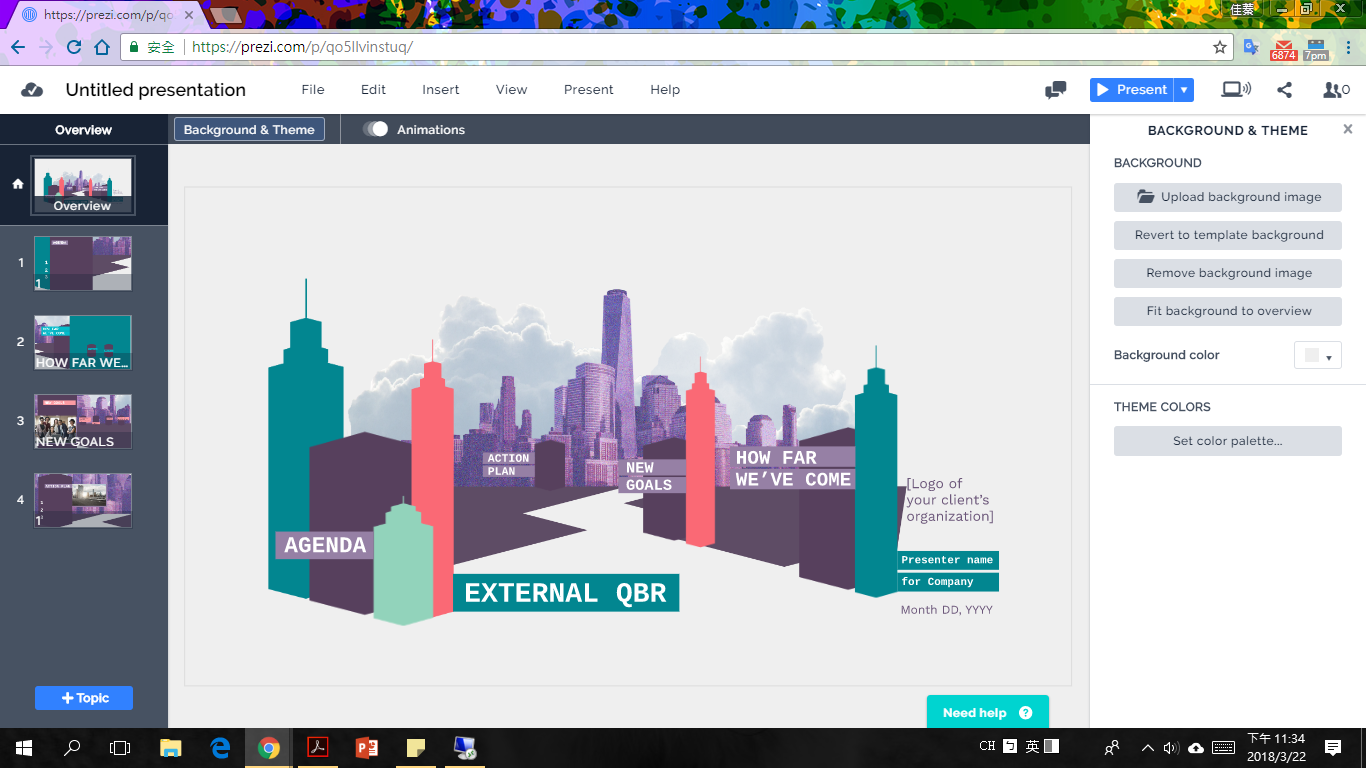 https://prezi.com/p/qo
佳蓁
安全 https://prezi.com/p/qo5llvinstuq/
6874
7pm
Untitled presentation
File Edit Insert View Present Help
Present
0
Overview
Background & Theme
Animations
BACKGROUND & THEME
Overview
1
1
2
HOW FAR WE...
3
NEW GOALS
4
1
+ Topic
ACTION
PLAN
NEW
GOALS
HOW FAR
WE'VE COME
[Logo of
your client's
organization]
AGENDA
EXTERNAL QBR
Presenter name
for Company
Month DD, YYYY
BACKGROUND
Upload background image
Revert to template background
Remove background image
Fit background to overview
Background color
THEME COLORS
Set color palette...
Need help ?
CH
英
下午 11:34
2018/3/22